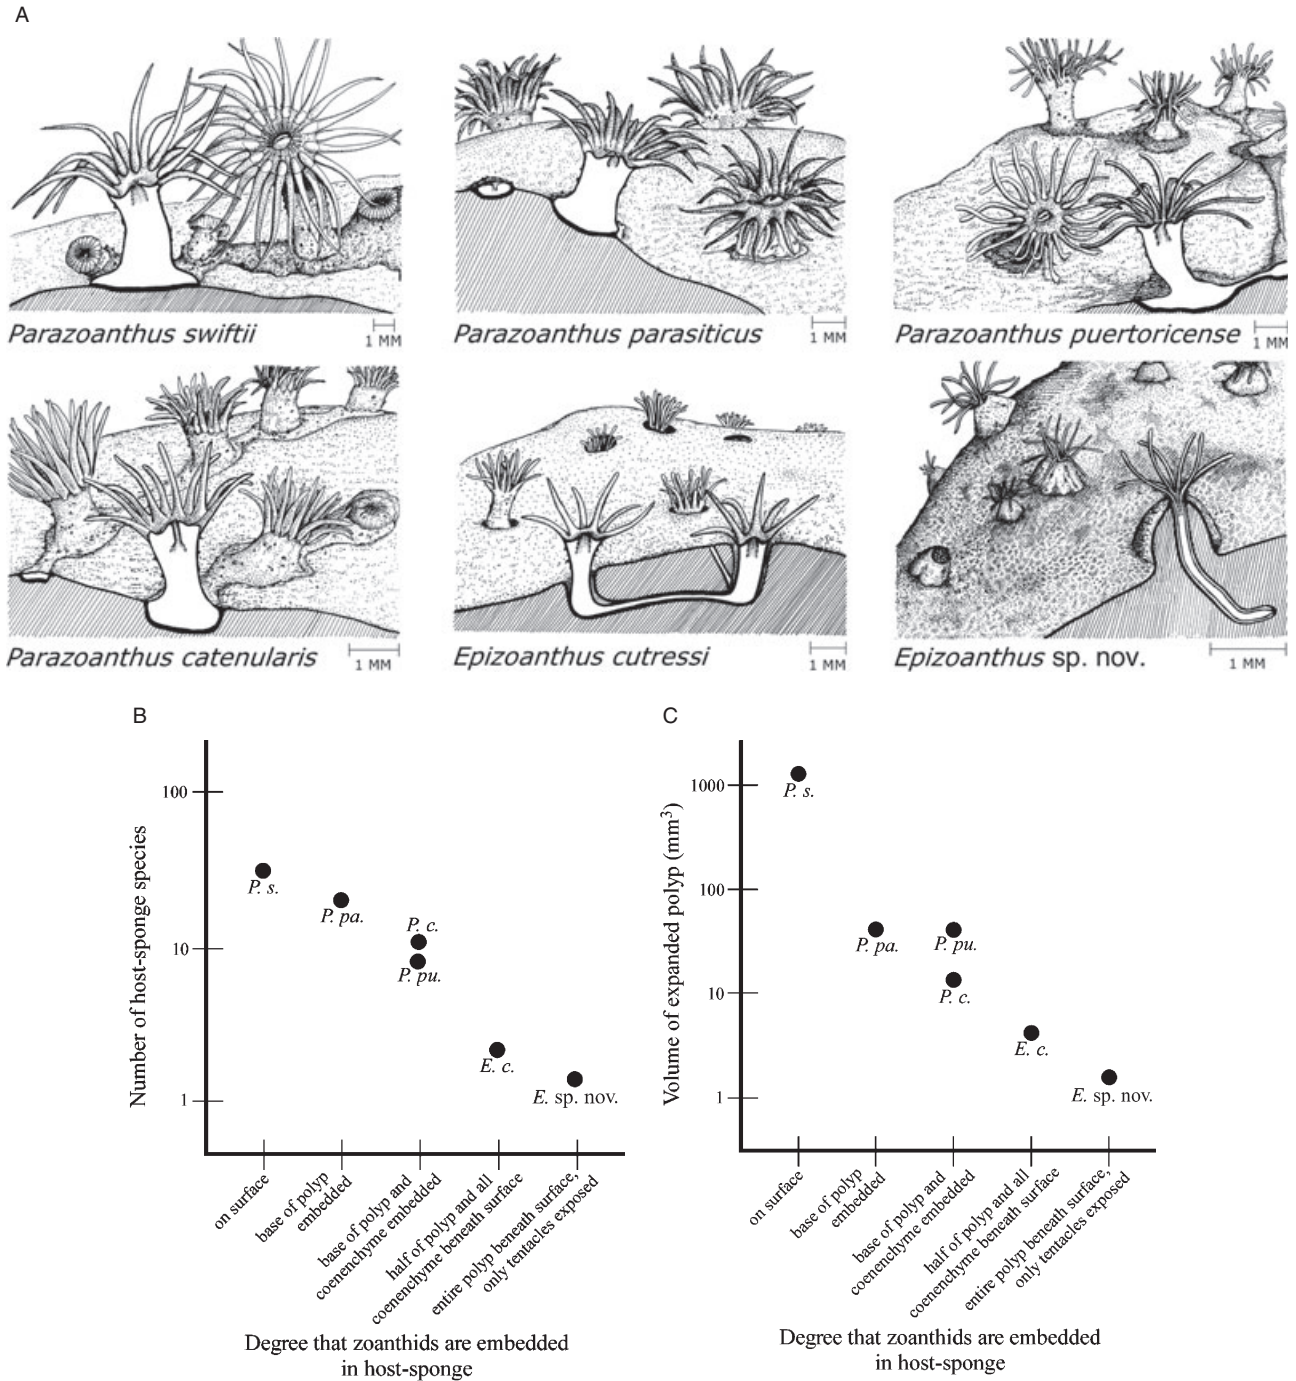 A
Parazoanthus swiftii
1 MM
Parazoanthus parasiticus
1 MM
Parazoanthus puertoricense
1 MM
Parazoanthus catenularis
1 MM
Epizoanthus cutressi
1 MM
Epizoanthus sp. nov.
1 MM
B
Number of host-sponge species
100
10
1
P. s.
P. pa.
P. c.
P. pu.
E. c.
E. sp. nov.
on surface
base of polyp
embedded
base of polyp and
coenenchyme embedded
half of polyp and all
coenenchyme beneath surface
entire polyp beneath surface,
only tentacles exposed
Degree that zoanthids are embedded
in host-sponge
C
Volume of expanded polyp (mm³)
1000
100
10
1
P. s.
P. pa.
P. pu.
P. c.
E. c.
E. sp. nov.
on surface
base of polyp
embedded
base of polyp and
coenenchyme embedded
half of polyp and all
coenenchyme beneath surface
entire polyp beneath surface,
only tentacles exposed
Degree that zoanthids are embedded
in host-sponge